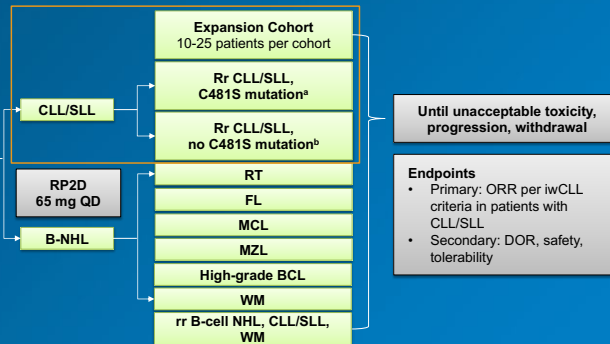 Expansion Cohort
10-25 patients per cohort
Rr CLL/SLL,
C481S mutationᵃ
CLL/SLL
Rr CLL/SLL,
no C481S mutationᵇ
RP2D
65 mg QD
B-NHL
RT
FL
MCL
MZL
High-grade BCL
WM
rr B-cell NHL, CLL/SLL,
WM
Until unacceptable toxicity,
progression, withdrawal
Endpoints
• Primary: ORR per iwCLL
criteria in patients with
CLL/SLL
• Secondary: DOR, safety,
tolerability